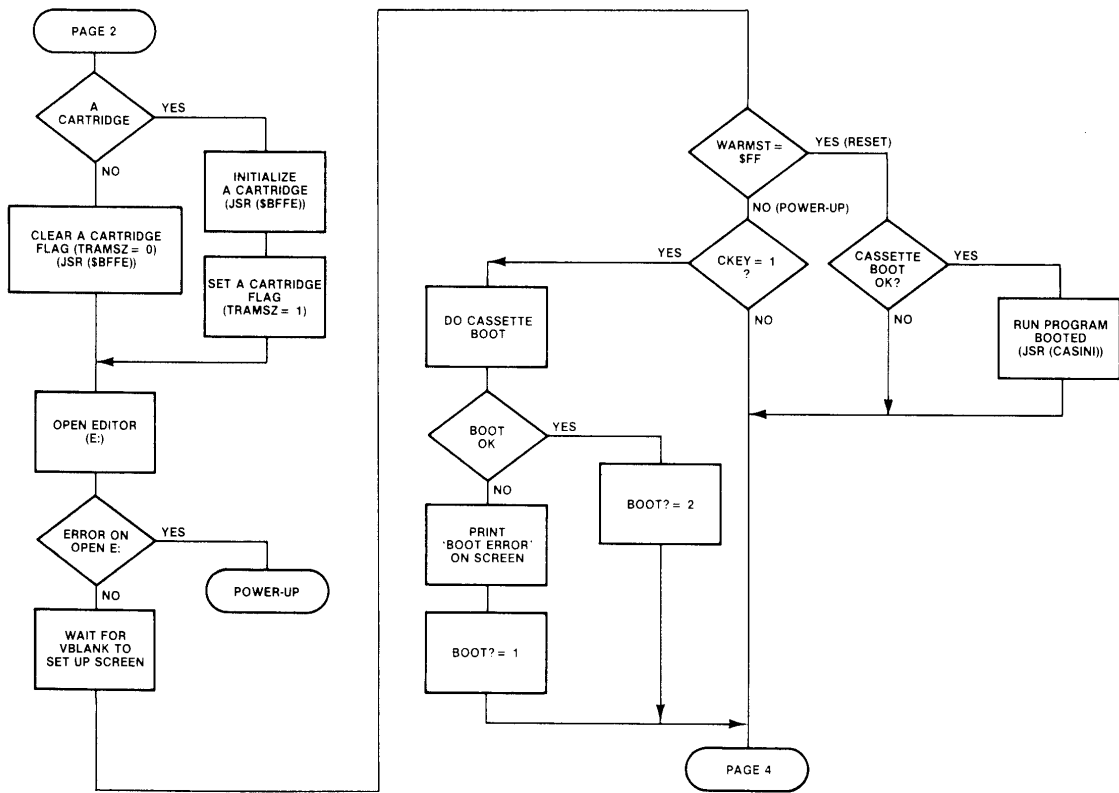 PAGE 2
A
CARTRIDGE
YES
NO
INITIALIZE
A CARTRIDGE
(JSR ($BFFE))
CLEAR A CARTRIDGE
FLAG (TRAMSZ = 0)
(JSR ($BFFE))
SET A CARTRIDGE
FLAG
(TRAMSZ = 1)
OPEN EDITOR
(E:)
ERROR ON
OPEN E:
YES
NO
POWER-UP
WAIT FOR
VBLANK TO
SET UP SCREEN
WARMST =
$FF
YES (RESET)
NO (POWER-UP)
CKEY = 1
?
YES
NO
CASSETTE
BOOT
OK?
YES
NO
RUN PROGRAM
BOOTED
(JSR (CASINI))
DO CASSETTE
BOOT
BOOT
OK
YES
NO
BOOT? = 2
PRINT
'BOOT ERROR'
ON SCREEN
BOOT? = 1
PAGE 4